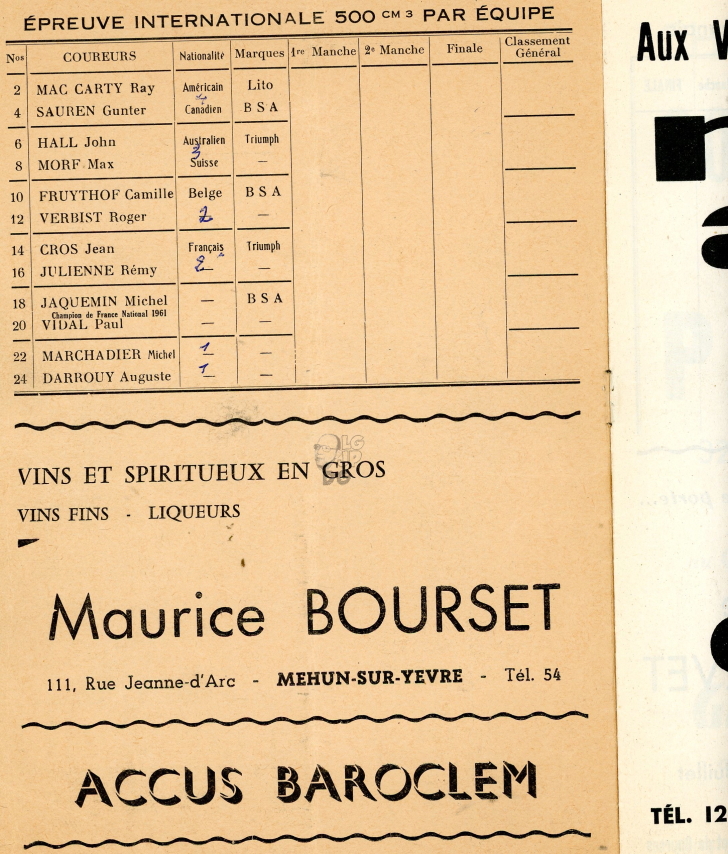 ÉPREUVE INTERNATIONALE 500 CM 3 PAR ÉQUIPE
Nos COUREURS Nationalité Marques 1re Manche 2e Manche Finale Classement Général
2 MAC CARTY Ray Américain Lito
4 SAUREN Gunter Canadien B S A
6 HALL John Australien Triumph
3
8 MORF Max Suisse —
10 FRUYTHOF Camille Belge B S A
12 VERBIST Roger 2 —
14 CROS Jean Français Triumph
16 JULIENNE Rémy 2 —
18 JAQUEMIN Michel — B S A
Champion de France National 1961
20 VIDAL Paul — —
22 MARCHADIER Michel 1 — —
24 DARROUY Auguste 1 — —
VINS ET SPIRITUEUX EN GROS
VINS FINS - LIQUEURS
Maurice BOURSET
111, Rue Jeanne-d'Arc - MEHUN-SUR-YEVRE - Tél. 54
ACCUS BAROCLEM
Aux
TÉL. 12